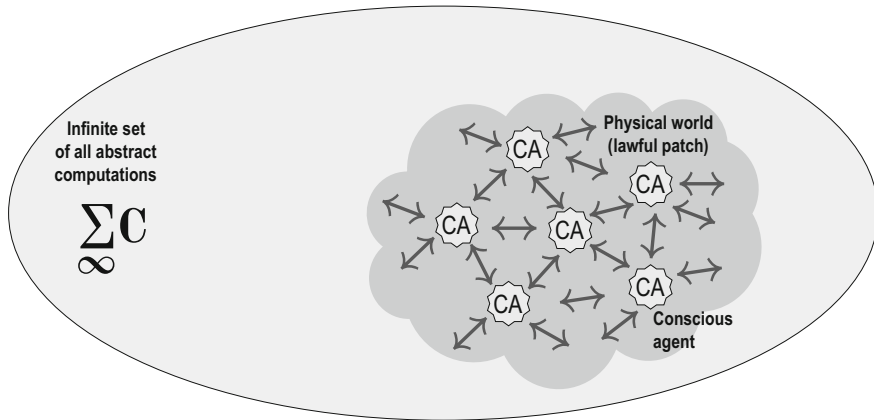 Infinite set
of all abstract
computations
∑C
∞
Physical world
(lawful patch)
CA
CA
CA
CA
CA
CA
Conscious
agent